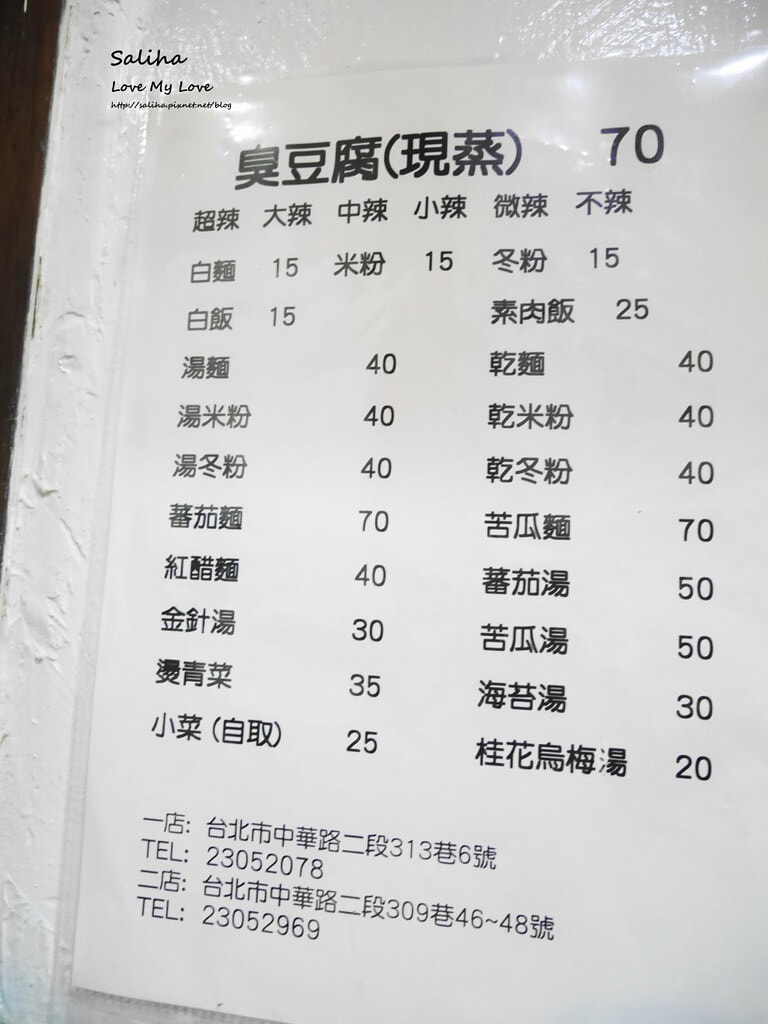 Saliha
Love My Love
http://saliha.pixnet.net/blog
臭豆腐(現蒸) 70
超辣 大辣 中辣 小辣 微辣 不辣
白麵 15 米粉 15 冬粉 15
白飯 15 素肉飯 25
湯麵 40 乾麵 40
湯米粉 40 乾米粉 40
湯冬粉 40 乾冬粉 40
蕃茄麵 70 苦瓜麵 70
紅醋麵 40 蕃茄湯 50
金針湯 30 苦瓜湯 50
燙青菜 35 海苔湯 30
小菜(自取) 25 桂花烏梅湯 20
一店: 台北市中華路二段313巷6號
TEL: 23052078
二店: 台北市中華路二段309巷46~48號
TEL: 23052969